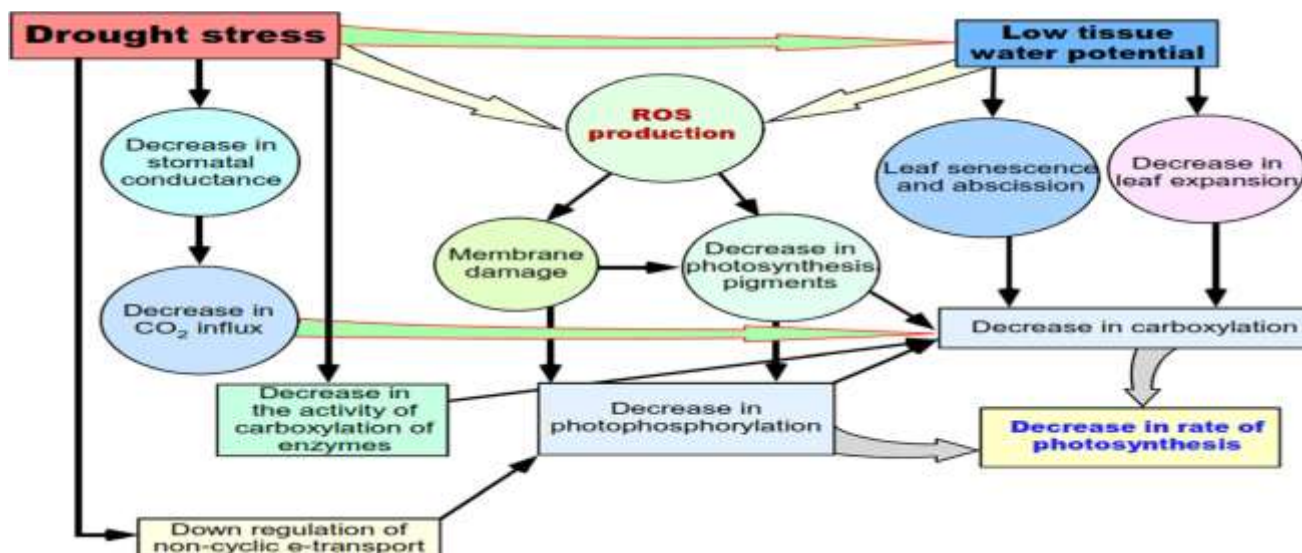 Drought stress
Low tissue
water potential
ROS
production
Decrease in
stomatal
conductance
Leaf senescence
and abscission
Decrease in
leaf expansion
Membrane
damage
Decrease in
photosynthesis
pigments
Decrease in
CO₂ influx
Decrease in carboxylation
Decrease in
the activity of
carboxylation of
enzymes
Decrease in
photophosphorylation
Decrease in rate of
photosynthesis
Down regulation of
non-cyclic e-transport